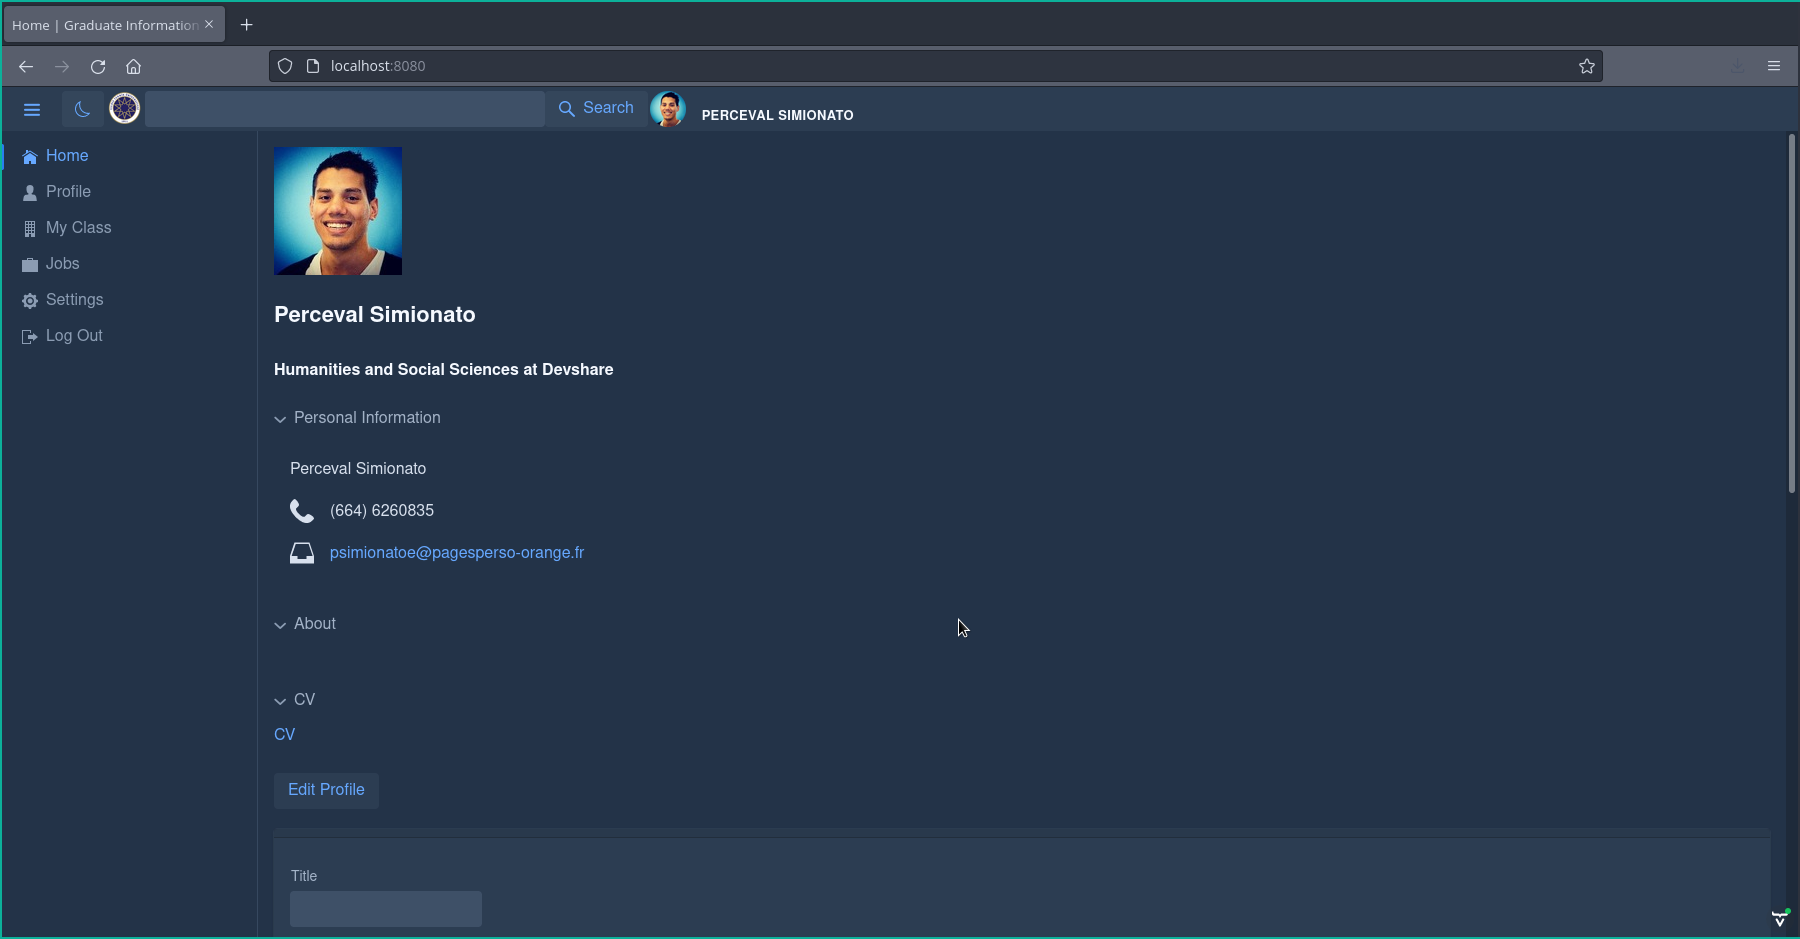 Home | Graduate Information
localhost:8080
Search
PERCEVAL SIMIONATO
Home
Profile
My Class
Jobs
Settings
Log Out
Perceval Simionato
Humanities and Social Sciences at Devshare
Personal Information
Perceval Simionato
(664) 6260835
psimionatoe@pagesperso-orange.fr
About
CV
CV
Edit Profile
Title